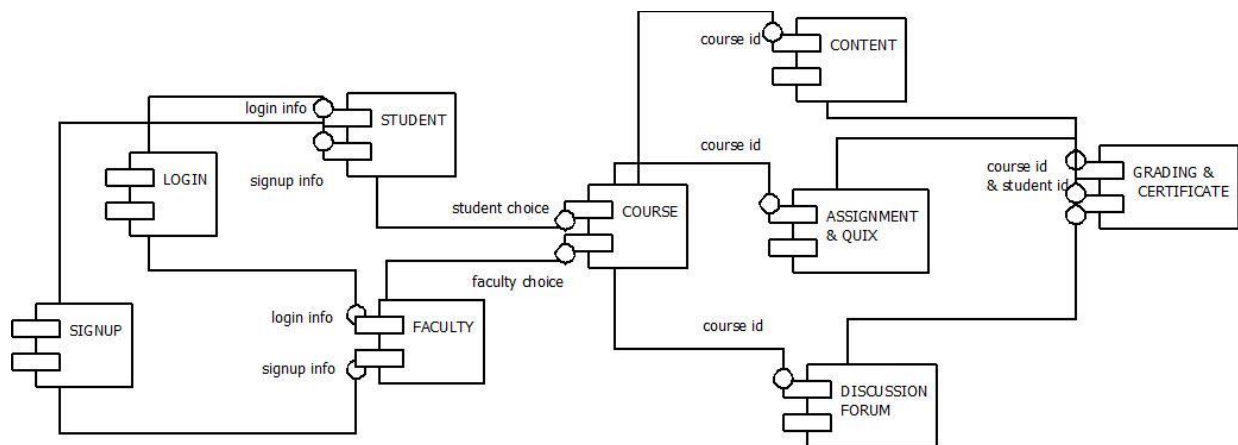 course id
CONTENT
login info
STUDENT
signup info
LOGIN
course id
course id
& student id
GRADING &
CERTIFICATE
student choice
COURSE
ASSIGNMENT
& QUIX
faculty choice
SIGNUP
login info
FACULTY
signup info
course id
DISCUSSION
FORUM